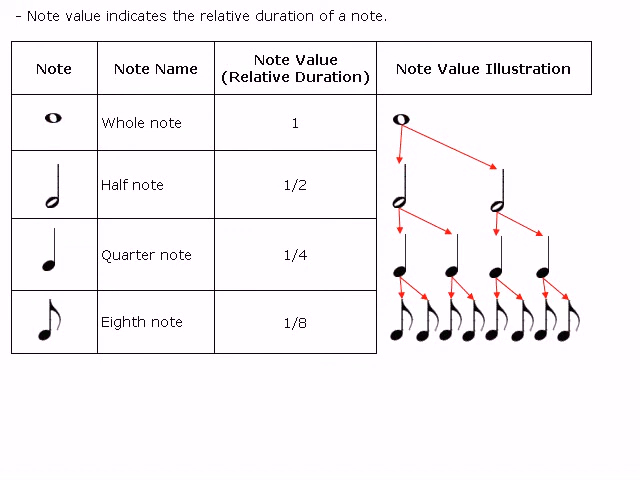 - Note value indicates the relative duration of a note.
Note
Note Name
Note Value
(Relative Duration)
Note Value Illustration
Whole note
1
Half note
1/2
Quarter note
1/4
Eighth note
1/8